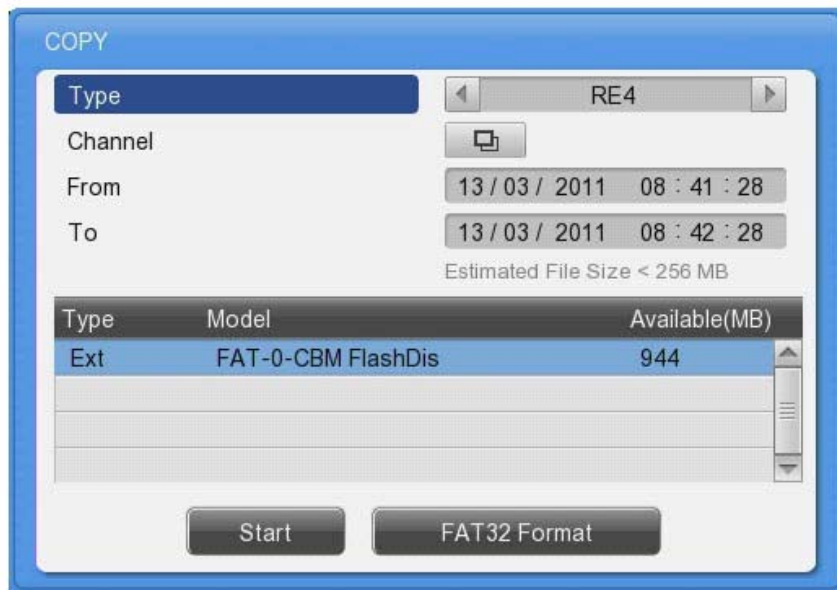 COPY
Type RE4
Channel
From 13 / 03 / 2011 08 : 41 : 28
To 13 / 03 / 2011 08 : 42 : 28
Estimated File Size < 256 MB
Type Model Available(MB)
Ext FAT-0-CBM FlashDis 944
Start FAT32 Format